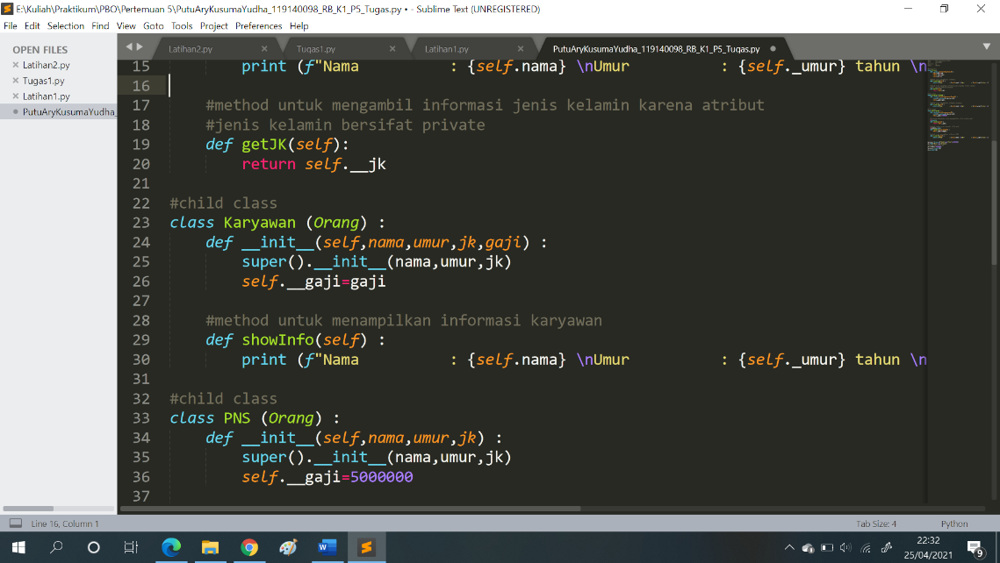 E:\Kuliah\Praktikum\PBO\Pertemuan 5\PutuAryKusumaYudha_119140098_RB_K1_P5_Tugas.py • - Sublime Text (UNREGISTERED)
File Edit Selection Find View Goto Tools Project Preferences Help
OPEN FILES
Latihan2.py
Tugas1.py
Latihan1.py
PutuAryKusumaYudha_
Latihan2.py
Tugas1.py
Latihan1.py
PutuAryKusumaYudha_119140098_RB_K1_P5_Tugas.py
15 print (f"Nama : {self.nama} \nUmur : {self._umur} tahun \n
16
17 #method untuk mengambil informasi jenis kelamin karena atribut
18 #jenis kelamin bersifat private
19 def getJK(self):
20 return self.__jk
21
22 #child class
23 class Karyawan (Orang) :
24 def __init__(self,nama,umur,jk,gaji) :
25 super().__init__(nama,umur,jk)
26 self.__gaji=gaji
27
28 #method untuk menampilkan informasi karyawan
29 def showInfo(self) :
30 print (f"Nama : {self.nama} \nUmur : {self._umur} tahun \n
31
32 #child class
33 class PNS (Orang) :
34 def __init__(self,nama,umur,jk) :
35 super().__init__(nama,umur,jk)
36 self.__gaji=5000000
37
Line 16, Column 1
Tab Size: 4
Python
22:32
25/04/2021
9